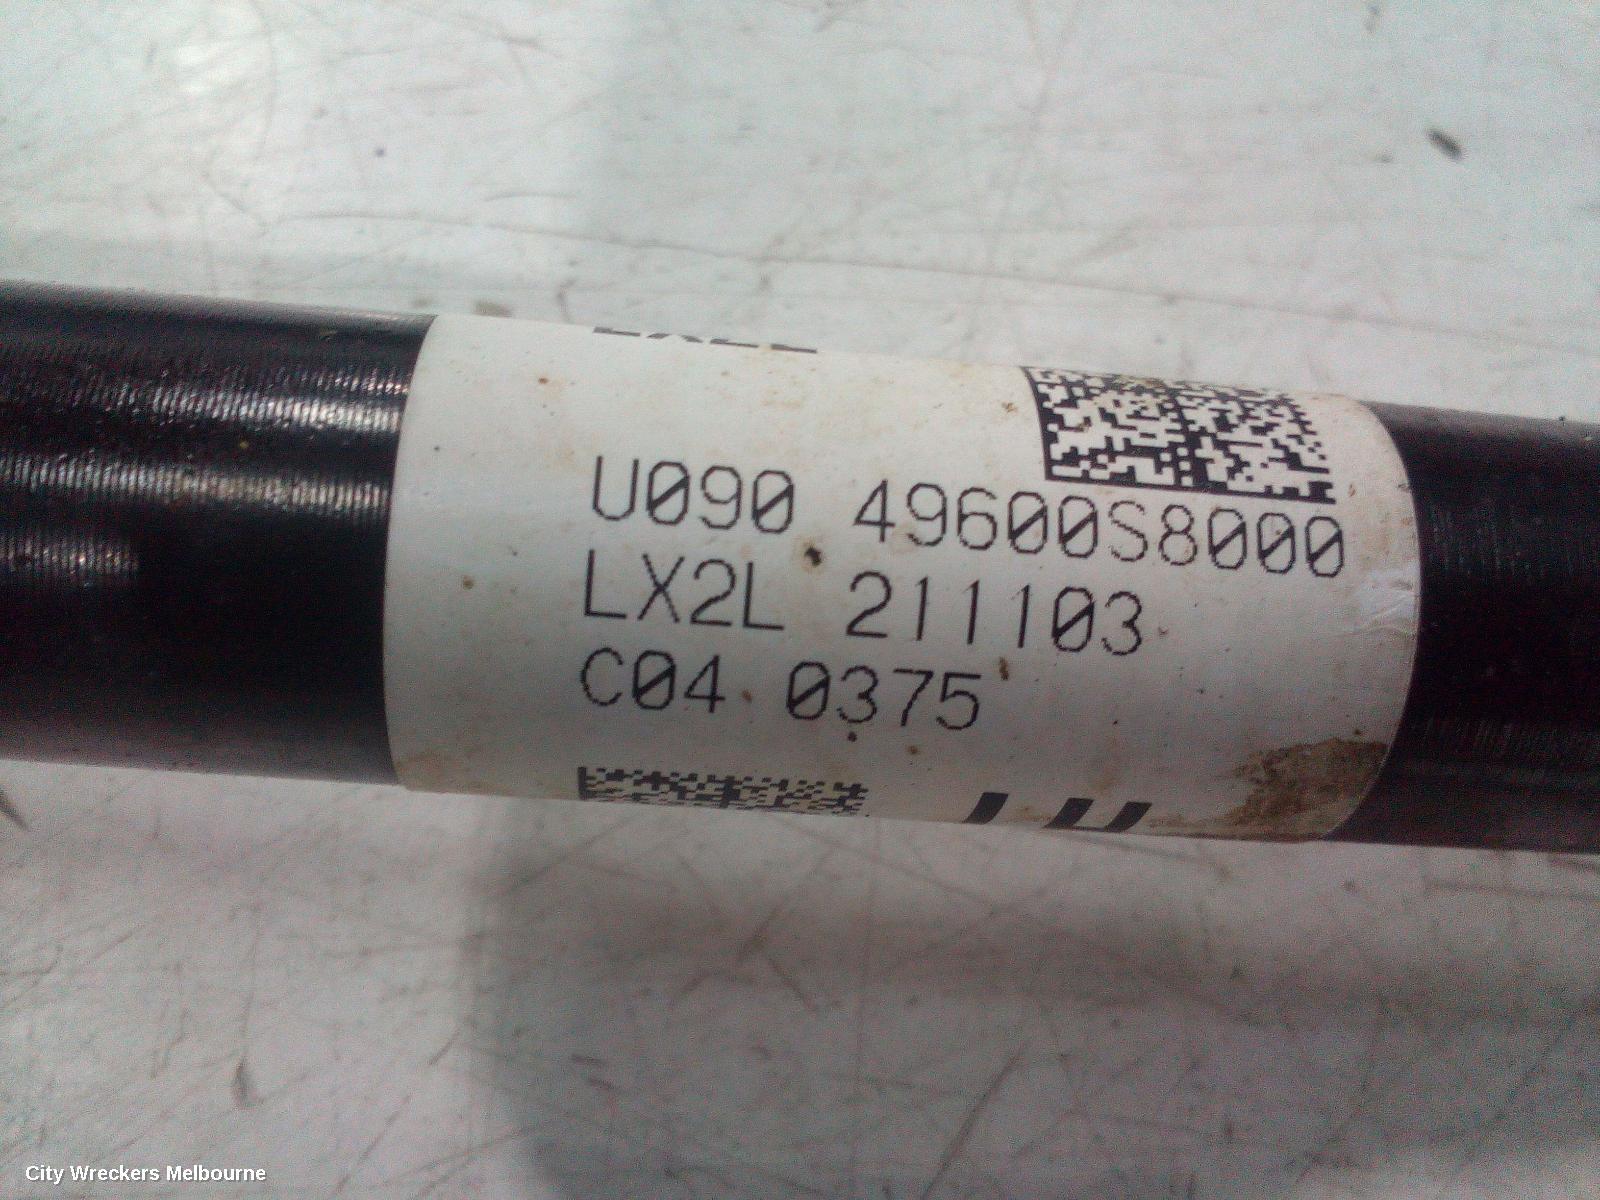 U090 49600S8000
LX2L 211103
C04 0375
City Wreckers Melbourne